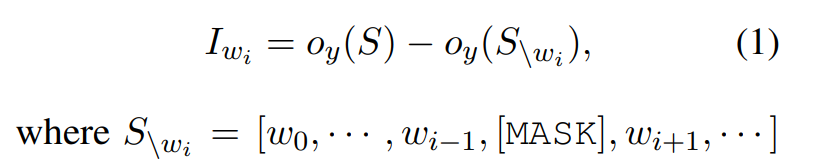 I_{w_i} = o_y(S) − o_y(S_{\w_i}), (1)
where S_{\w_i} = [w_0, ⋯ , w_{i−1}, [MASK], w_{i+1}, ⋯ ]